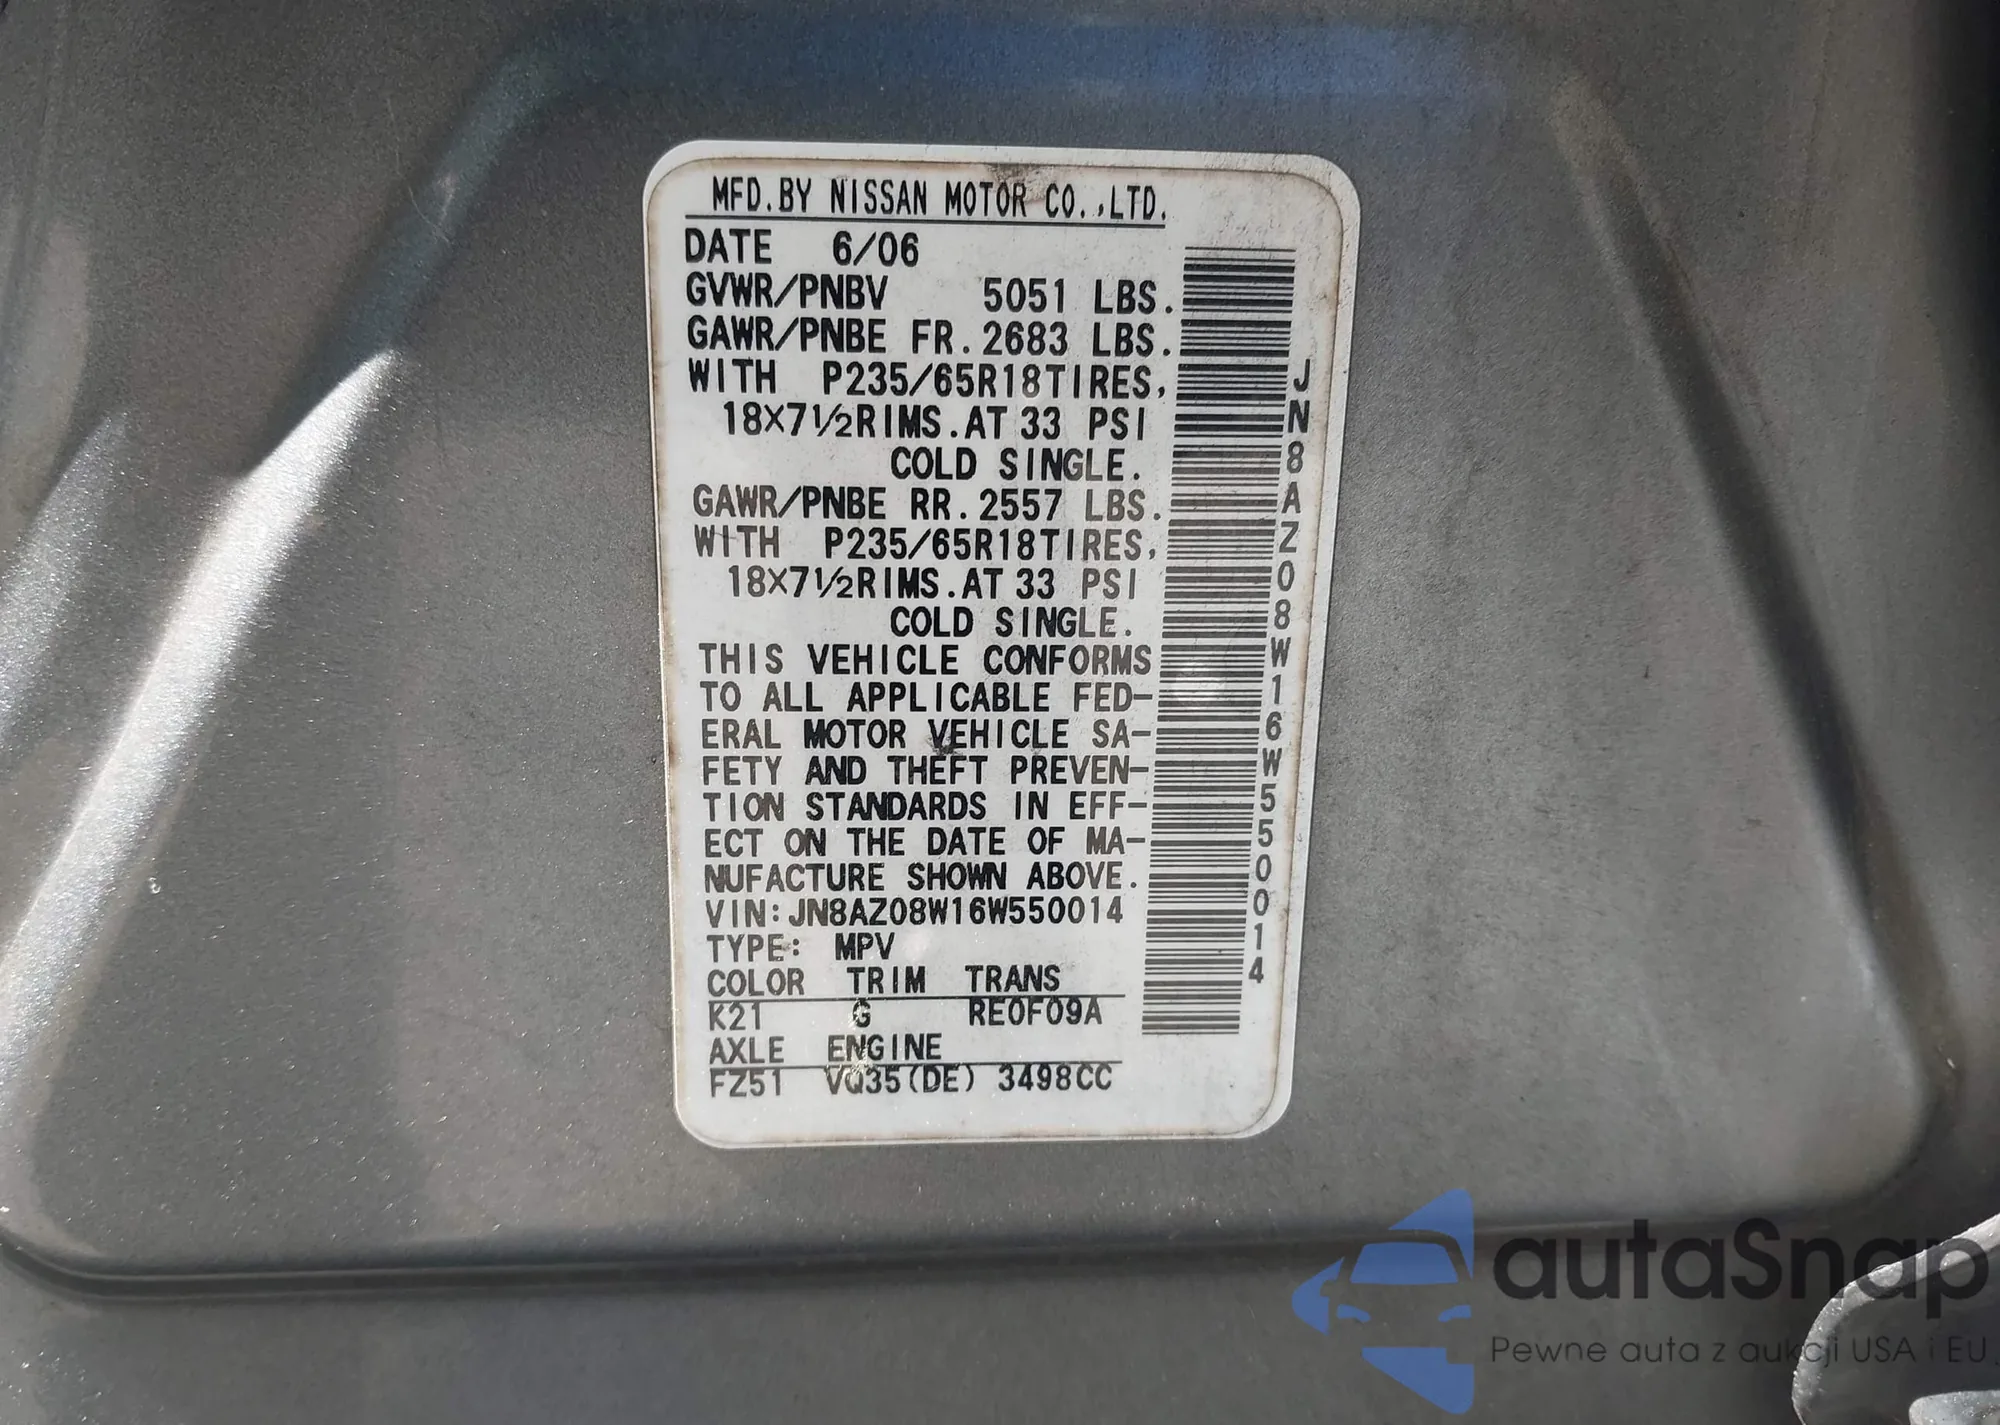 MFD.BY NISSAN MOTOR CO.,LTD.
DATE 6/06
GVWR/PNBV 5051 LBS.
GAWR/PNBE FR.2683 LBS.
WITH P235/65R18TIRES,
18×7½RIMS.AT 33 PSI
COLD SINGLE.
GAWR/PNBE RR.2557 LBS.
WITH P235/65R18TIRES,
18×7½RIMS.AT 33 PSI
COLD SINGLE.
THIS VEHICLE CONFORMS
TO ALL APPLICABLE FED-
ERAL MOTOR VEHICLE SA-
FETY AND THEFT PREVEN-
TION STANDARDS IN EFF-
ECT ON THE DATE OF MA-
NUFACTURE SHOWN ABOVE.
VIN:JN8AZ08W16W550014
TYPE: MPV
COLOR TRIM TRANS
K21 G RE0F09A
AXLE ENGINE
FZ51 VQ35(DE) 3498CC
JN8AZ08W16W550014
autaSnap
Pewne auta z aukcji USA i EU